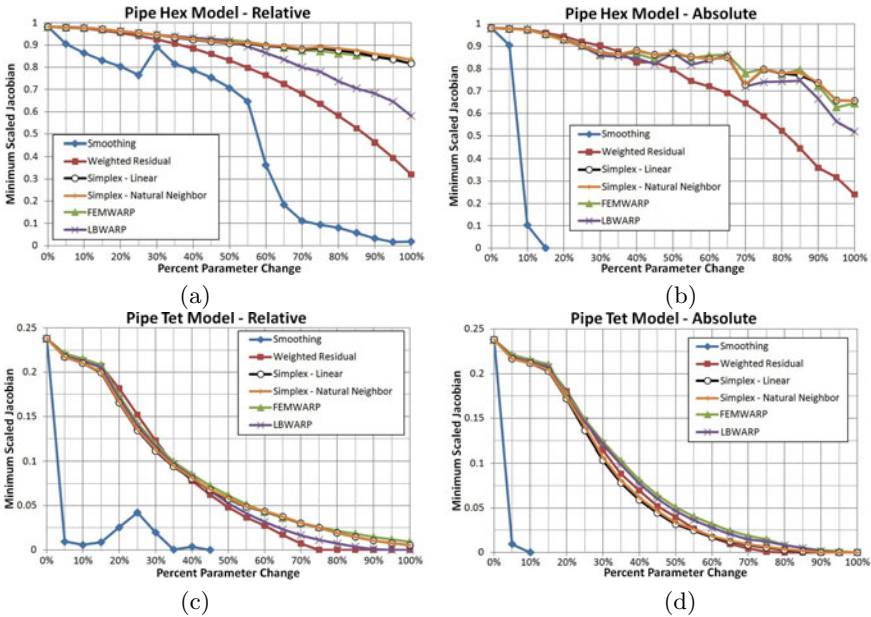 Pipe Hex Model - Relative
Minimum Scaled Jacobian
1
0.9
0.8
0.7
0.6
0.5
0.4
0.3
0.2
0.1
0
Smoothing
Weighted Residual
Simplex - Linear
Simplex - Natural Neighbor
FEMWARP
LBWARP
0% 10% 20% 30% 40% 50% 60% 70% 80% 90% 100%
Percent Parameter Change
(a)
Pipe Hex Model - Absolute
Minimum Scaled Jacobian
1
0.9
0.8
0.7
0.6
0.5
0.4
0.3
0.2
0.1
0
Smoothing
Weighted Residual
Simplex - Linear
Simplex - Natural Neighbor
FEMWARP
LBWARP
0% 10% 20% 30% 40% 50% 60% 70% 80% 90% 100%
Percent Parameter Change
(b)
Pipe Tet Model - Relative
Minimum Scaled Jacobian
0.25
0.2
0.15
0.1
0.05
0
Smoothing
Weighted Residual
Simplex - Linear
Simplex - Natural Neighbor
FEMWARP
LBWARP
0% 10% 20% 30% 40% 50% 60% 70% 80% 90% 100%
Percent Parameter Change
(c)
Pipe Tet Model - Absolute
Minimum Scaled Jacobian
0.25
0.2
0.15
0.1
0.05
0
Smoothing
Weighted Residual
Simplex - Linear
Simplex - Natural Neighbor
FEMWARP
LBWARP
0% 10% 20% 30% 40% 50% 60% 70% 80% 90% 100%
Percent Parameter Change
(d)